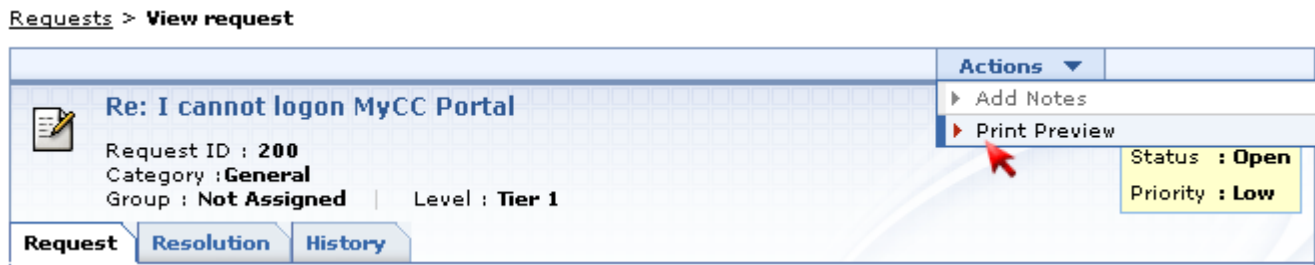 Requests > View request
Actions
Re: I cannot logon MyCC Portal
Add Notes
Print Preview
Request ID : 200
Category :General
Group : Not Assigned | Level : Tier 1
Status : Open
Priority : Low
Request Resolution History